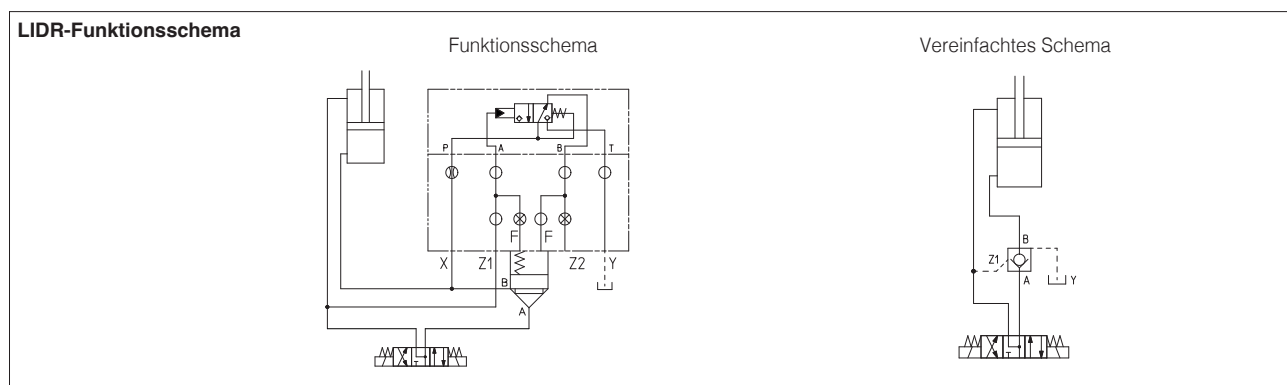 LIDR-Funktionsschema
Funktionsschema
Vereinfachtes Schema
P A B T
F F
X Z1 Z2 Y
B
A
T
B
Z1
Y
A
T